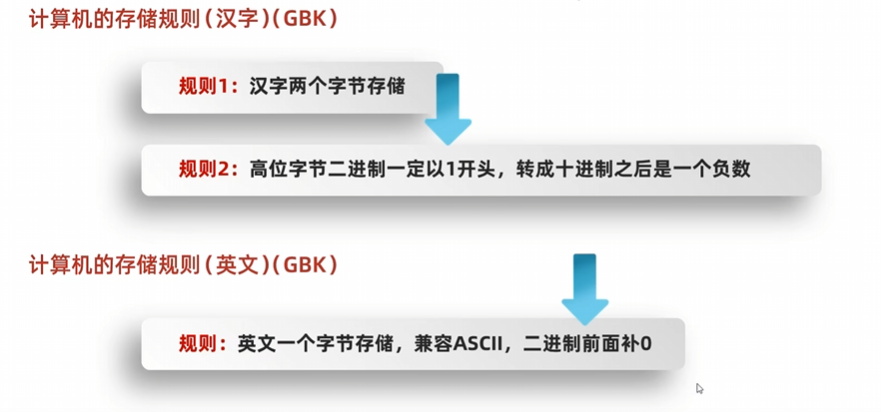 计算机的存储规则(汉字)(GBK)
规则1：汉字两个字节存储
规则2：高位字节二进制一定以1开头，转成十进制之后是一个负数
计算机的存储规则(英文)(GBK)
规则：英文一个字节存储，兼容ASCII，二进制前面补0